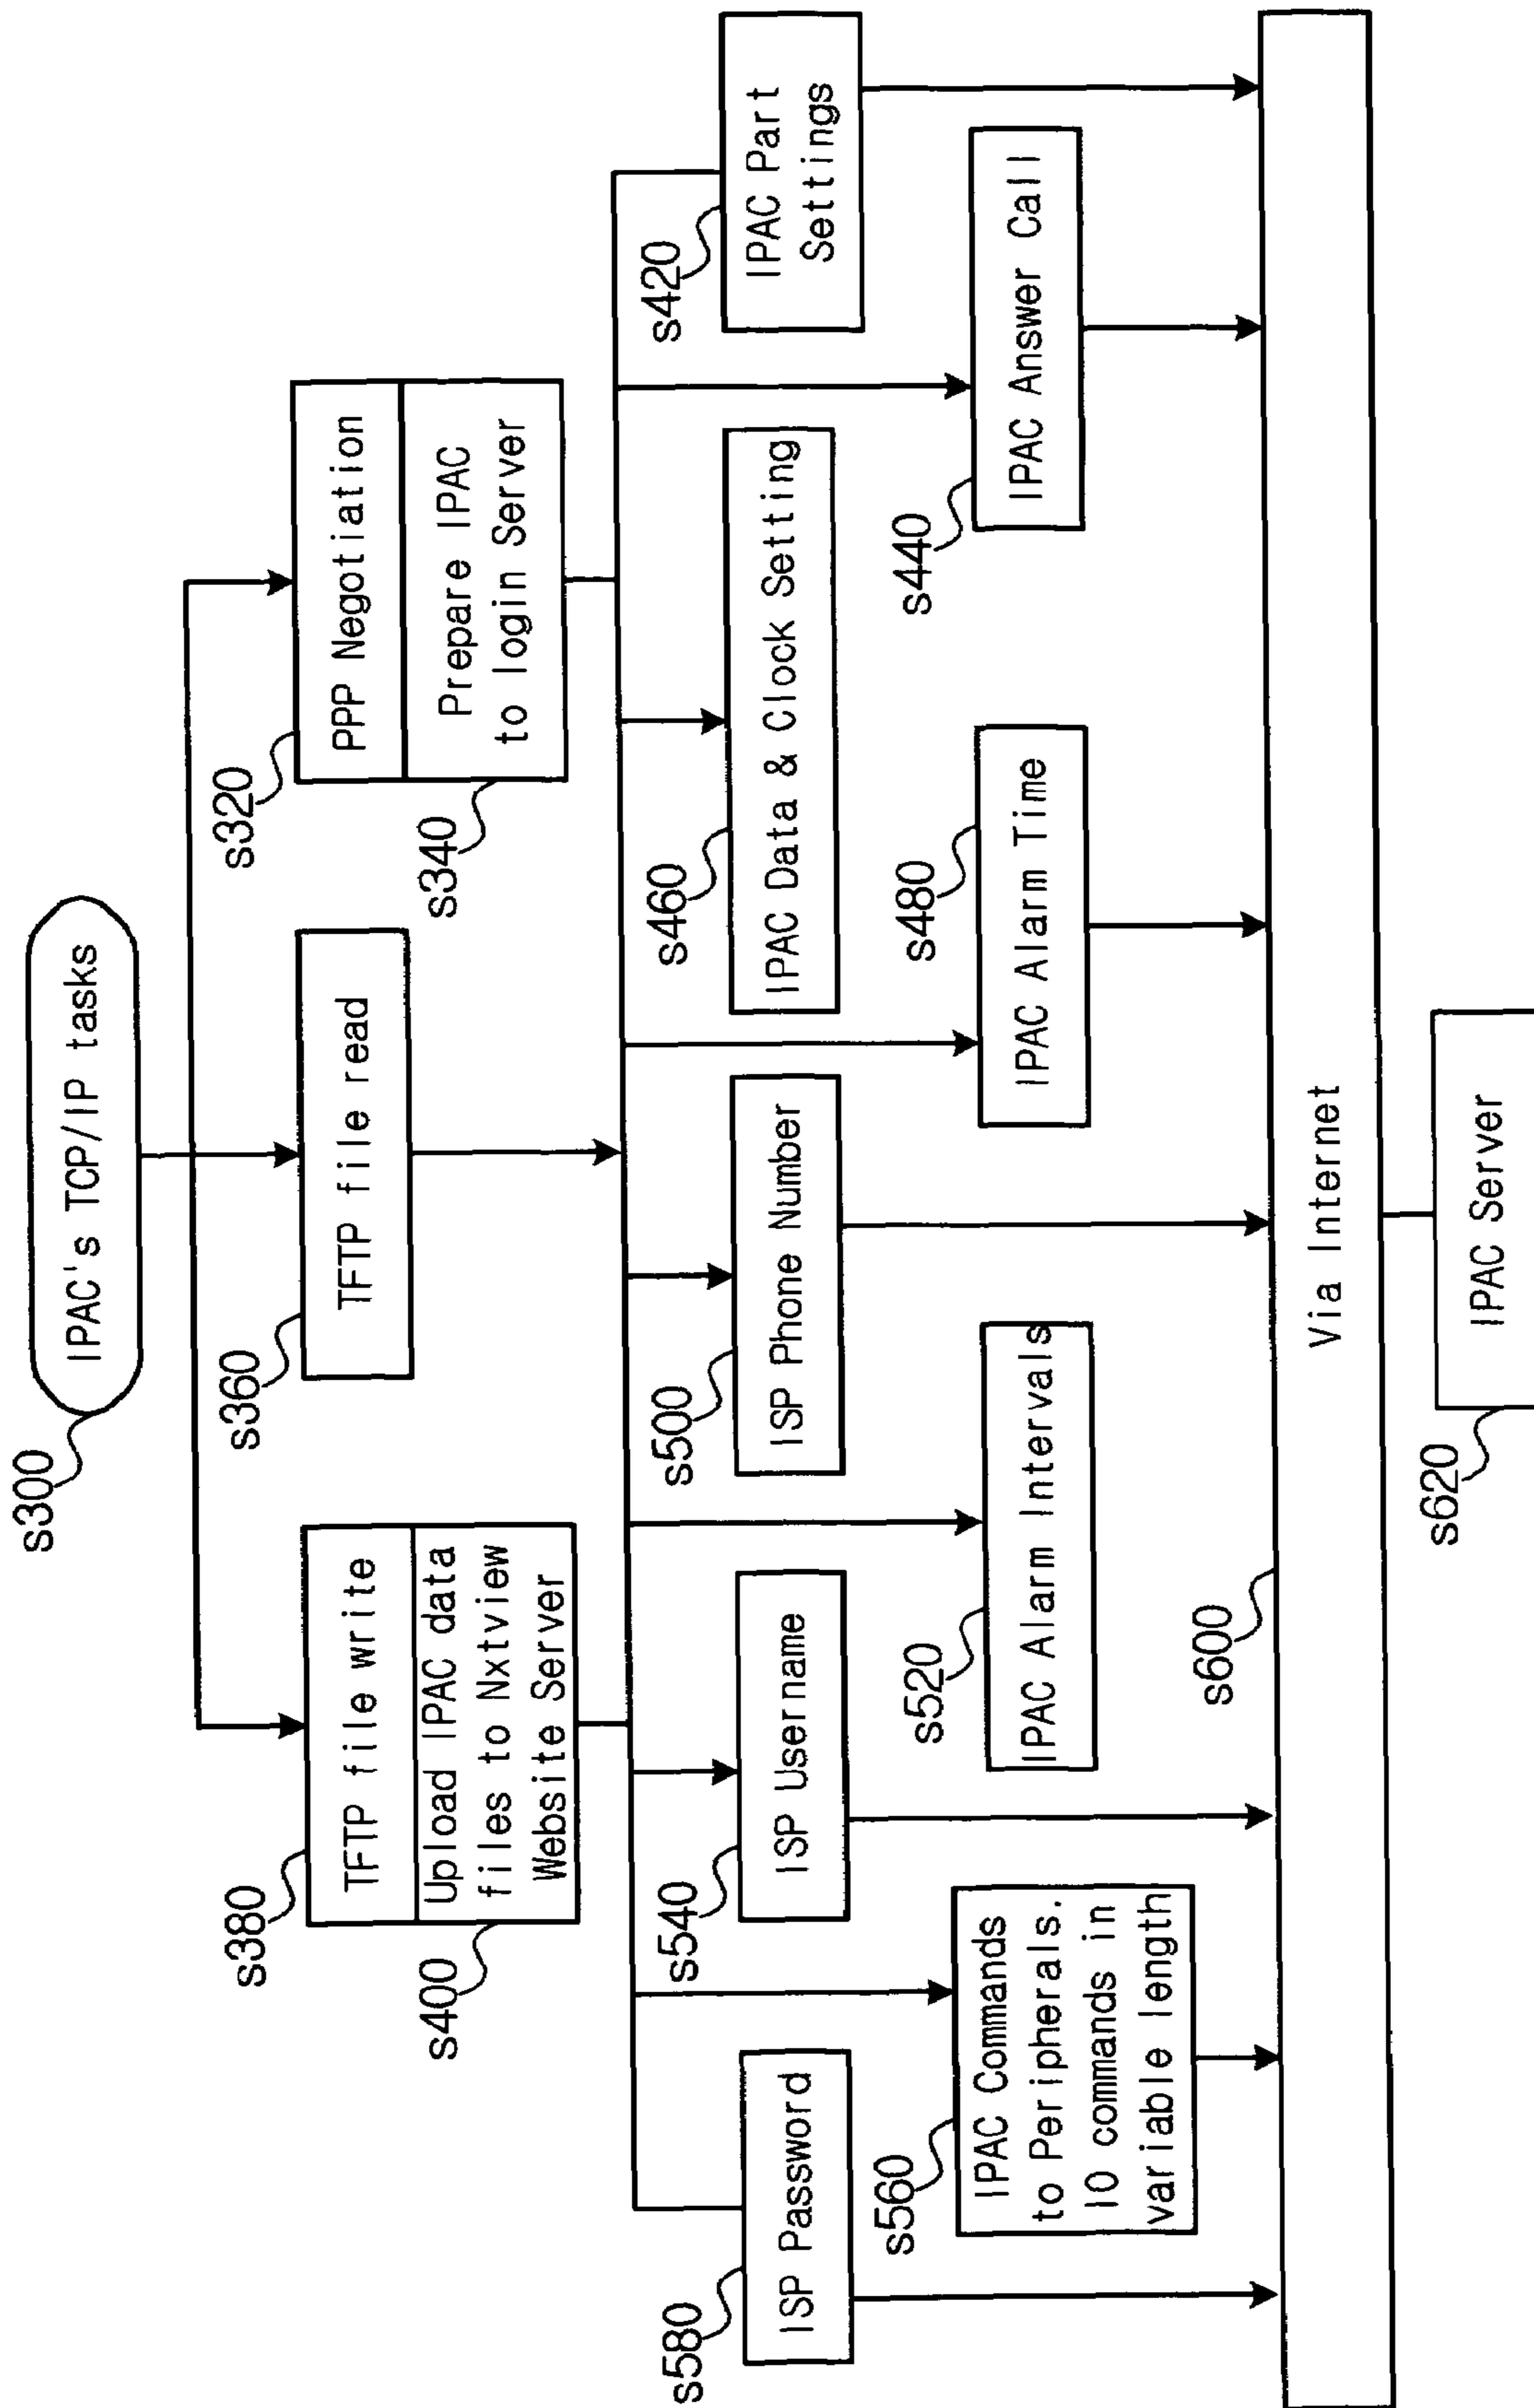 s300
IPAC's TCP/IP tasks
s380
TFTP file write
s400
Upload IPAC data
files to Nxtview
Website Server
s360
TFTP file read
s320
PPP Negotiation
s340
Prepare IPAC
to login Server
s580
ISP Password
s540
ISP Username
s500
ISP Phone Number
s460
IPAC Data & Clock Setting
s420
IPAC Part
Settings
s560
IPAC Commands
to Peripherals.
10 commands in
variable length
s520
IPAC Alarm Intervals
s480
IPAC Alarm Time
s440
IPAC Answer Call
s600
Via Internet
s620
IPAC Server